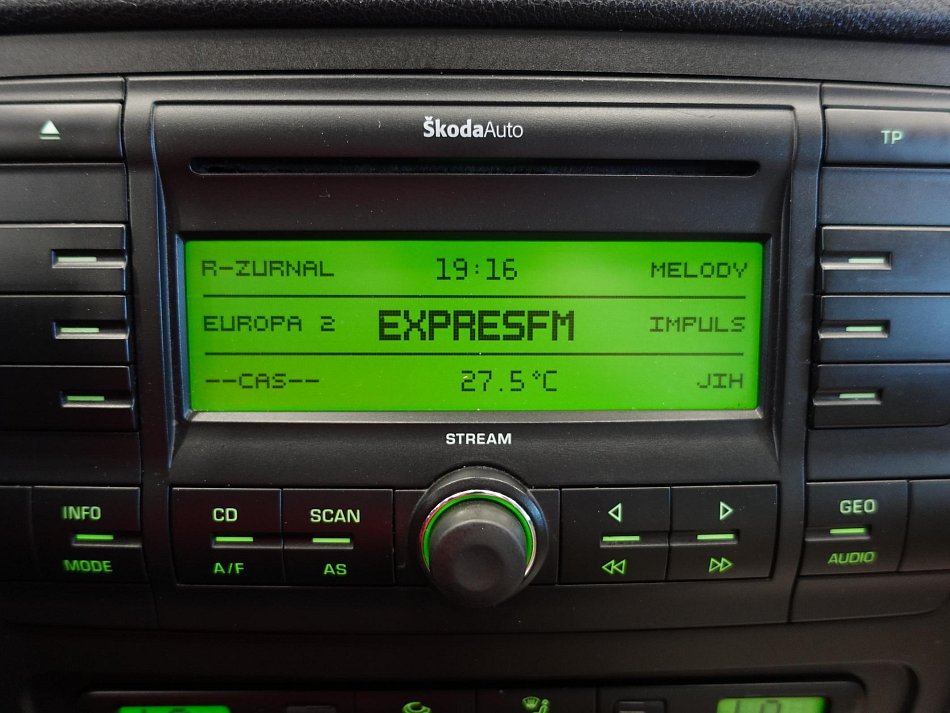 ŠkodaAuto
TP
R-ZURNAL 19:16 MELODY
EUROPA 2 EXPRESFM IMPULS
--CAS-- 27.5°C JIH
STREAM
INFO CD SCAN GEO
MODE A/F AS AUDIO